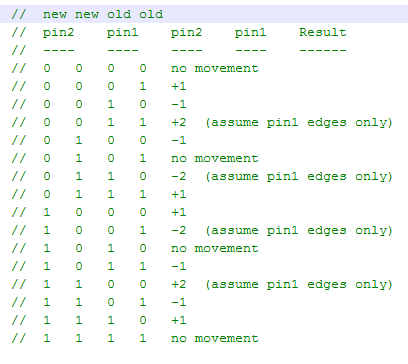 //  new new old old
//  pin2    pin1    pin2    pin1    Result
//  ----    ----    ----    ----    ------
//  0   0   0   0   no movement
//  0   0   0   1   +1
//  0   0   1   0   -1
//  0   0   1   1   +2  (assume pin1 edges only)
//  0   1   0   0   -1
//  0   1   0   1   no movement
//  0   1   1   0   -2  (assume pin1 edges only)
//  0   1   1   1   +1
//  1   0   0   0   +1
//  1   0   0   1   -2  (assume pin1 edges only)
//  1   0   1   0   no movement
//  1   0   1   1   -1
//  1   1   0   0   +2  (assume pin1 edges only)
//  1   1   0   1   -1
//  1   1   1   0   +1
//  1   1   1   1   no movement